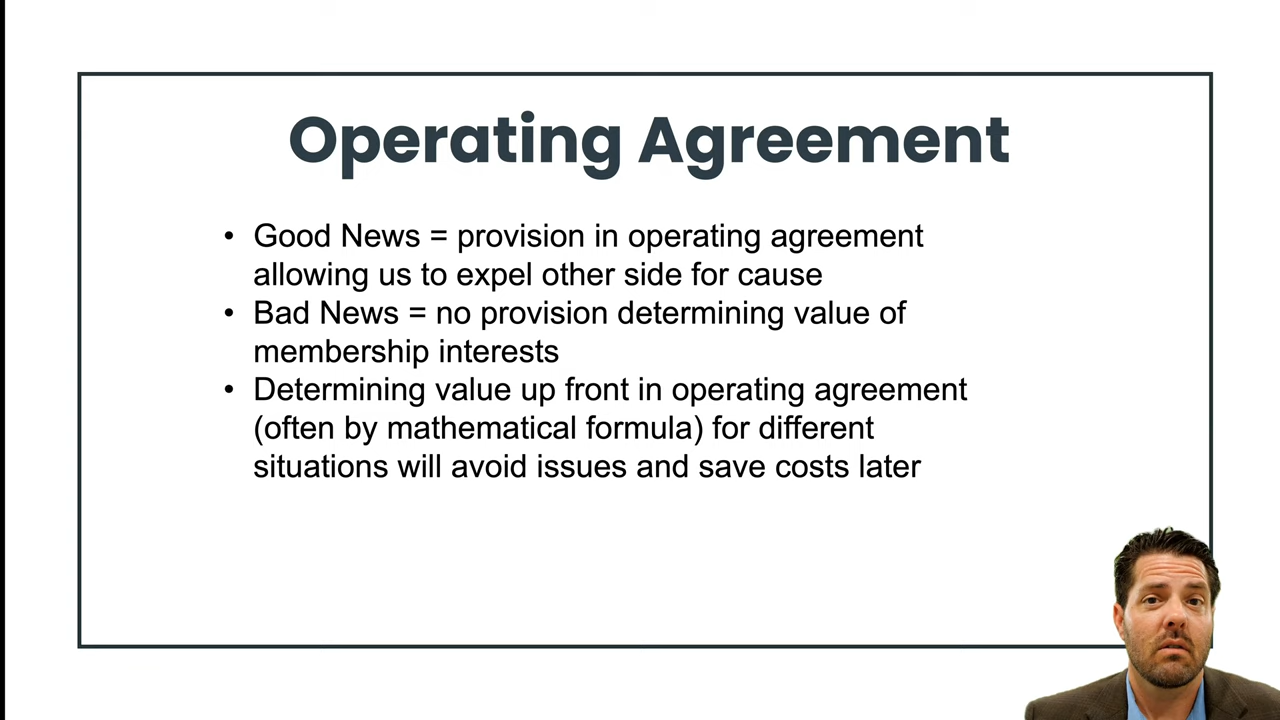 Operating Agreement
• Good News = provision in operating agreement
allowing us to expel other side for cause
• Bad News = no provision determining value of
membership interests
• Determining value up front in operating agreement
(often by mathematical formula) for different
situations will avoid issues and save costs later